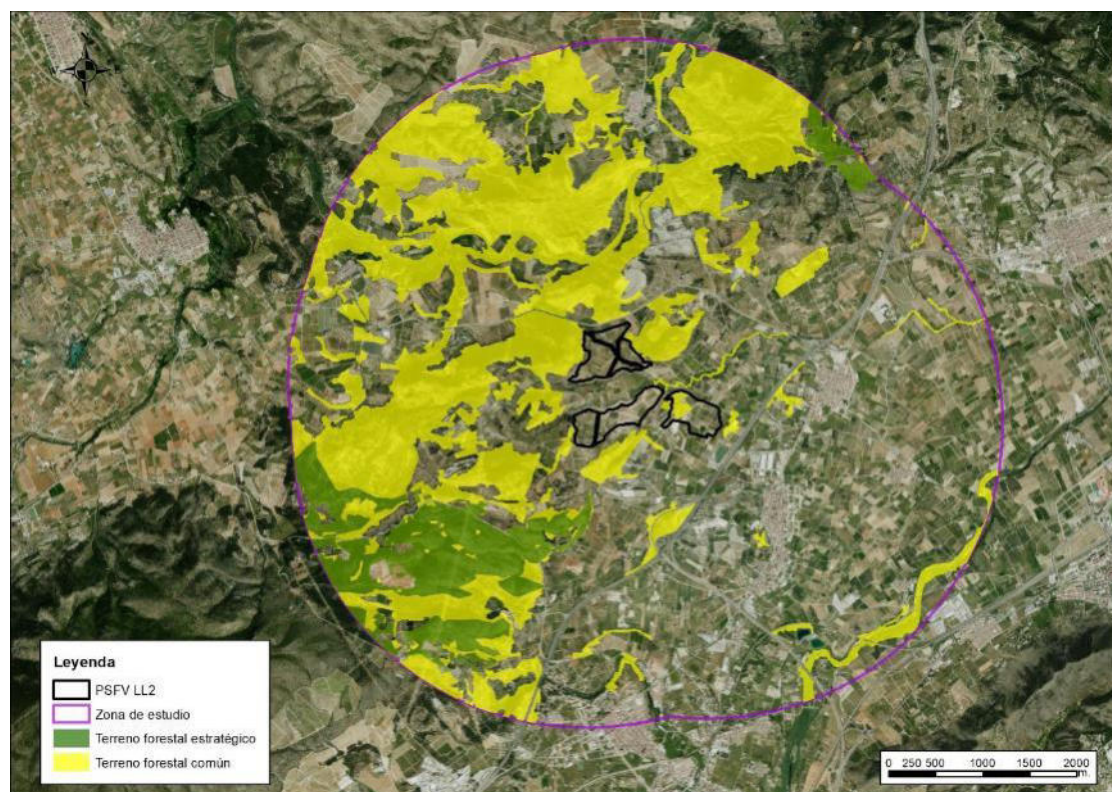 Leyenda
PSFV LL2
Zona de estudio
Terreno forestal estratégico
Terreno forestal común
0 250 500 1000 1500 2000
m.